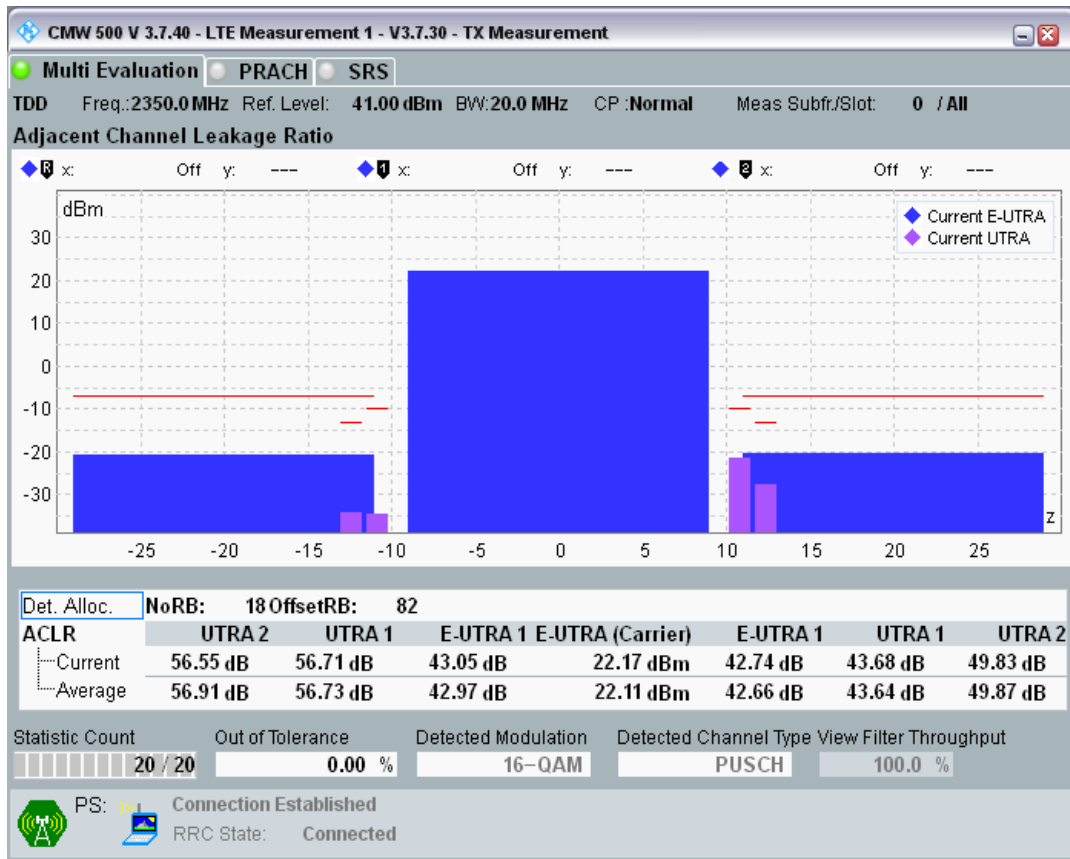 CMW 500 V 3.7.40 - LTE Measurement 1 - V3.7.30 - TX Measurement
Multi Evaluation PRACH SRS
TDD Freq.:2350.0 MHz Ref. Level: 41.00 dBm BW:20.0 MHz CP :Normal Meas Subfr./Slot: 0 / All
Adjacent Channel Leakage Ratio
R x: Off y: --- 1 x: Off y: --- 2 x: Off y: ---
dBm
Current E-UTRA
Current UTRA
30
20
10
0
-10
-20
-30
z
-25 -20 -15 -10 -5 0 5 10 15 20 25
Det. Alloc. NoRB: 18 OffsetRB: 82
ACLR UTRA 2 UTRA 1 E-UTRA 1 E-UTRA (Carrier) E-UTRA 1 UTRA 1 UTRA 2
Current 56.55 dB 56.71 dB 43.05 dB 22.17 dBm 42.74 dB 43.68 dB 49.83 dB
Average 56.91 dB 56.73 dB 42.97 dB 22.11 dBm 42.66 dB 43.64 dB 49.87 dB
Statistic Count Out of Tolerance Detected Modulation Detected Channel Type View Filter Throughput
20 / 20 0.00 % 16-QAM PUSCH 100.0 %
PS: Connection Established
RRC State: Connected